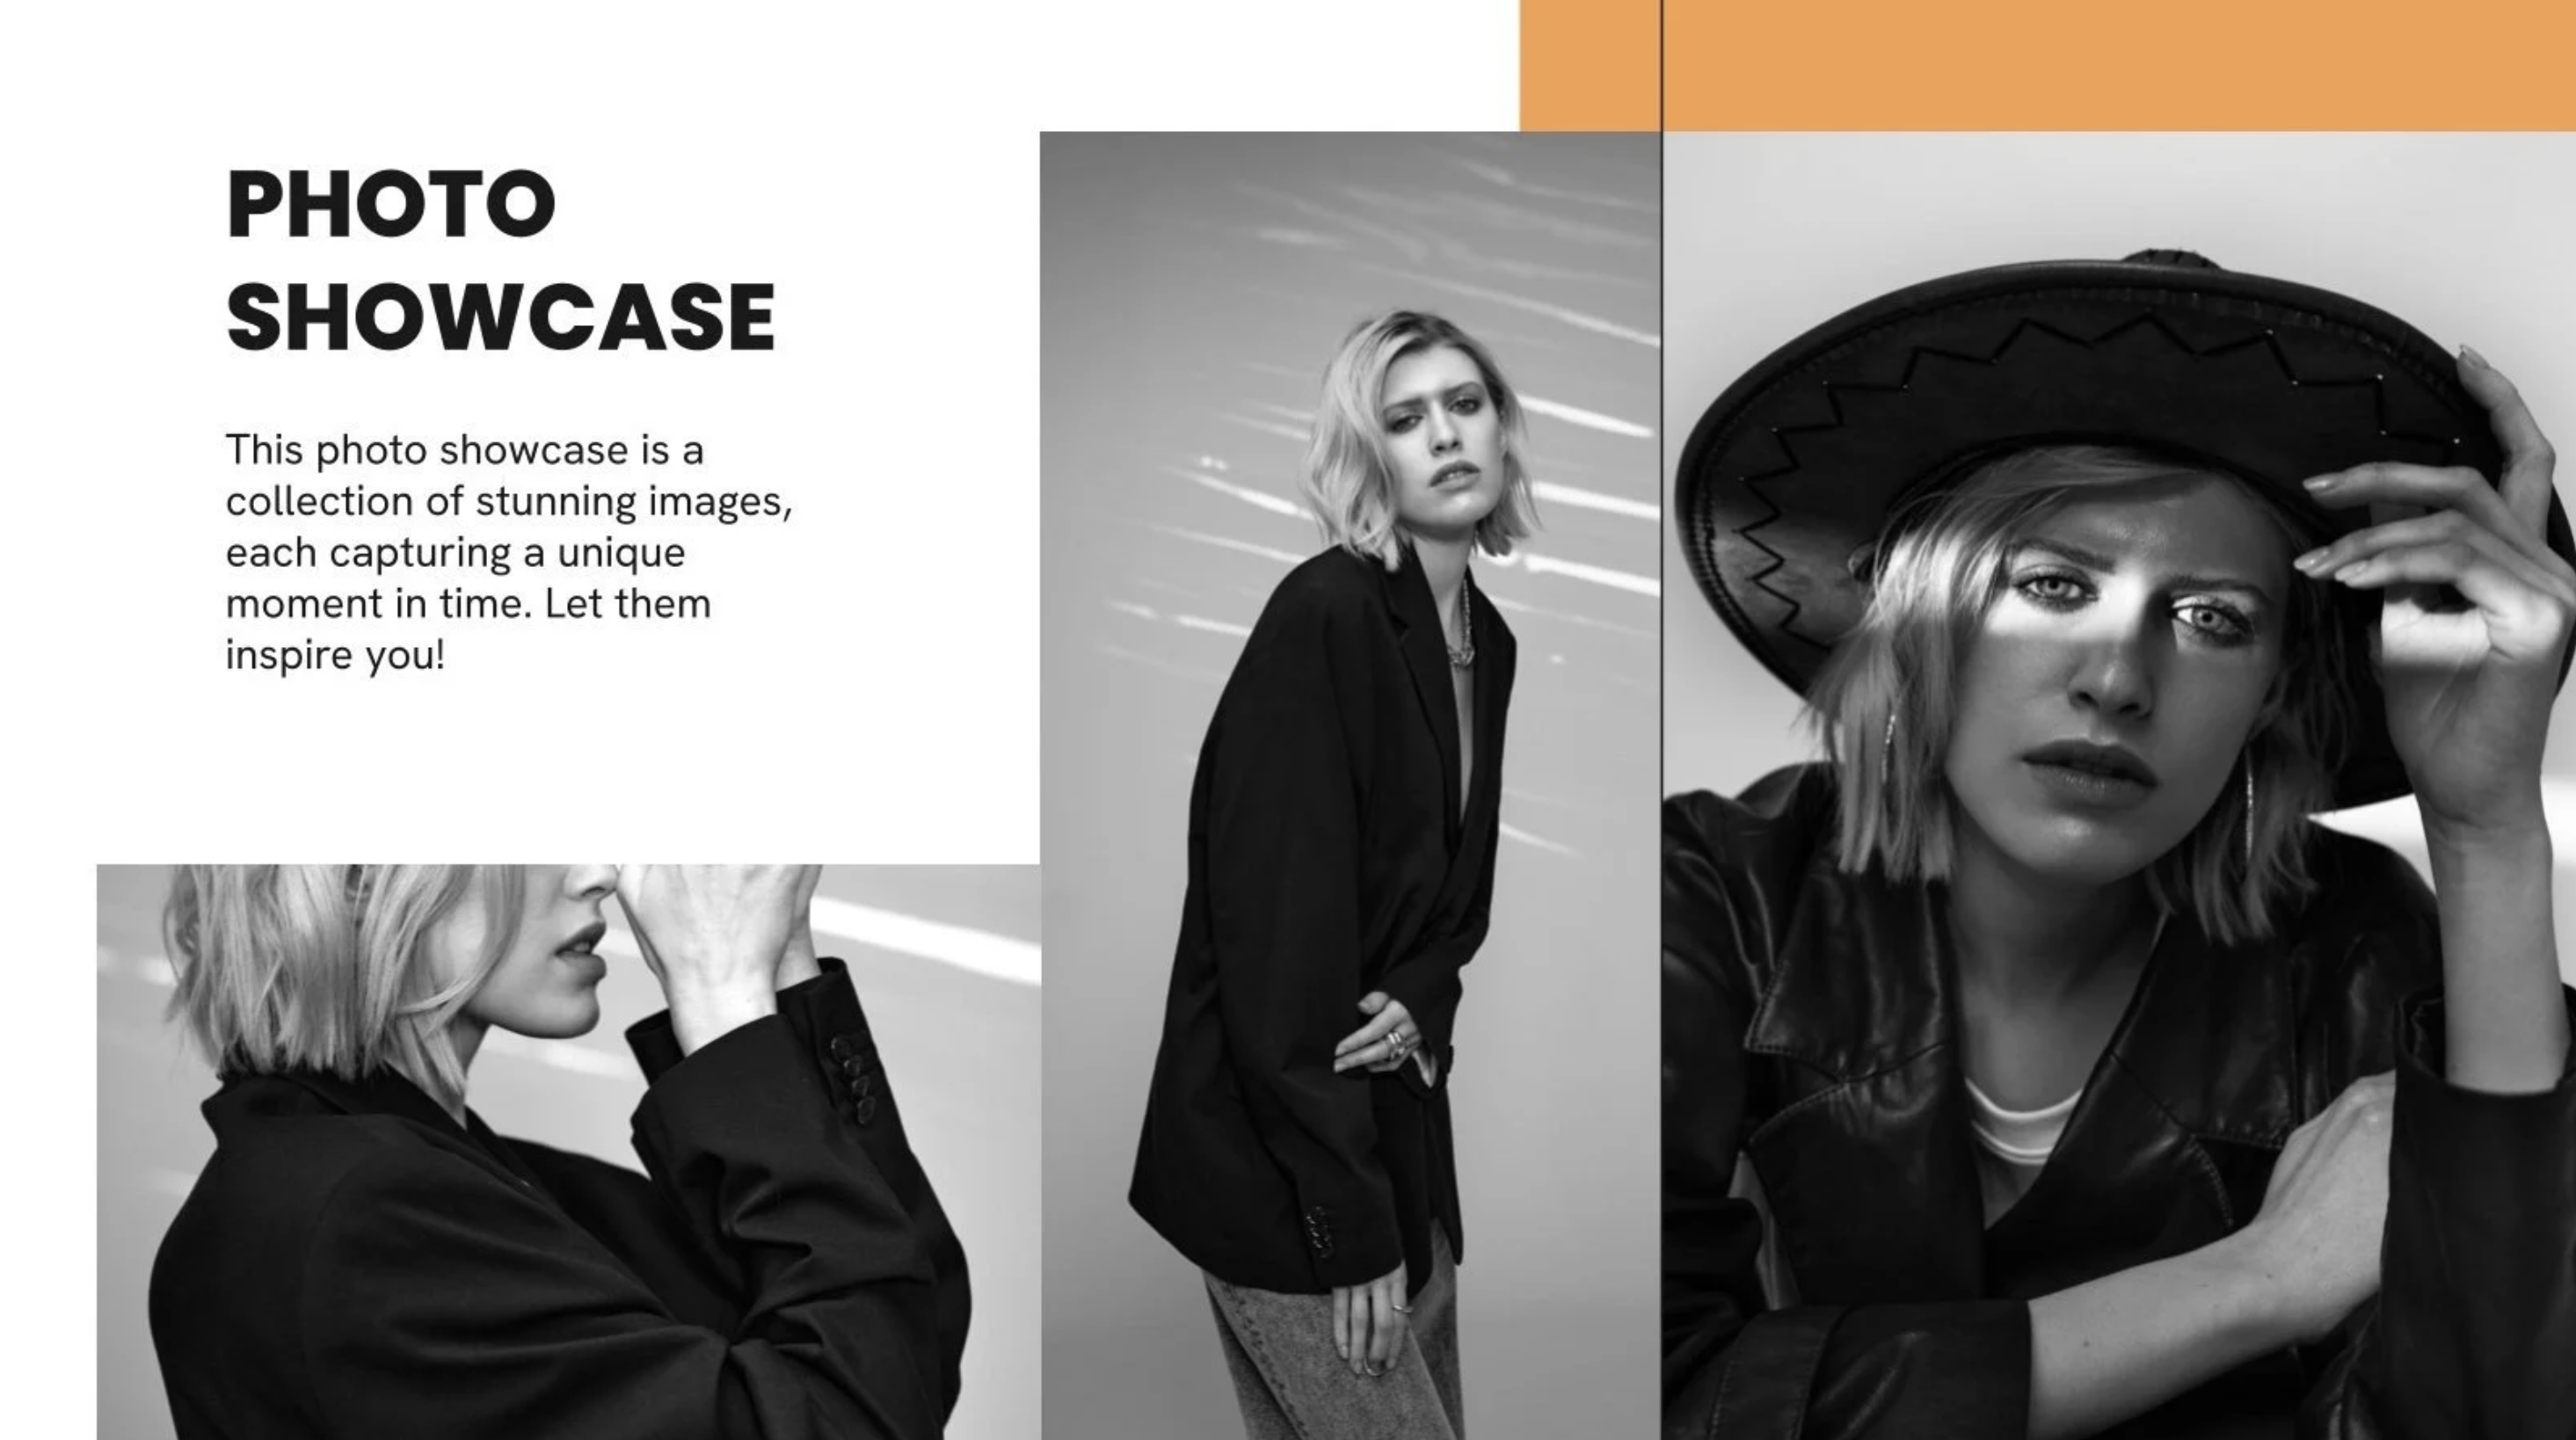 PHOTO
SHOWCASE
This photo showcase is a
collection of stunning images,
each capturing a unique
moment in time. Let them
inspire you!